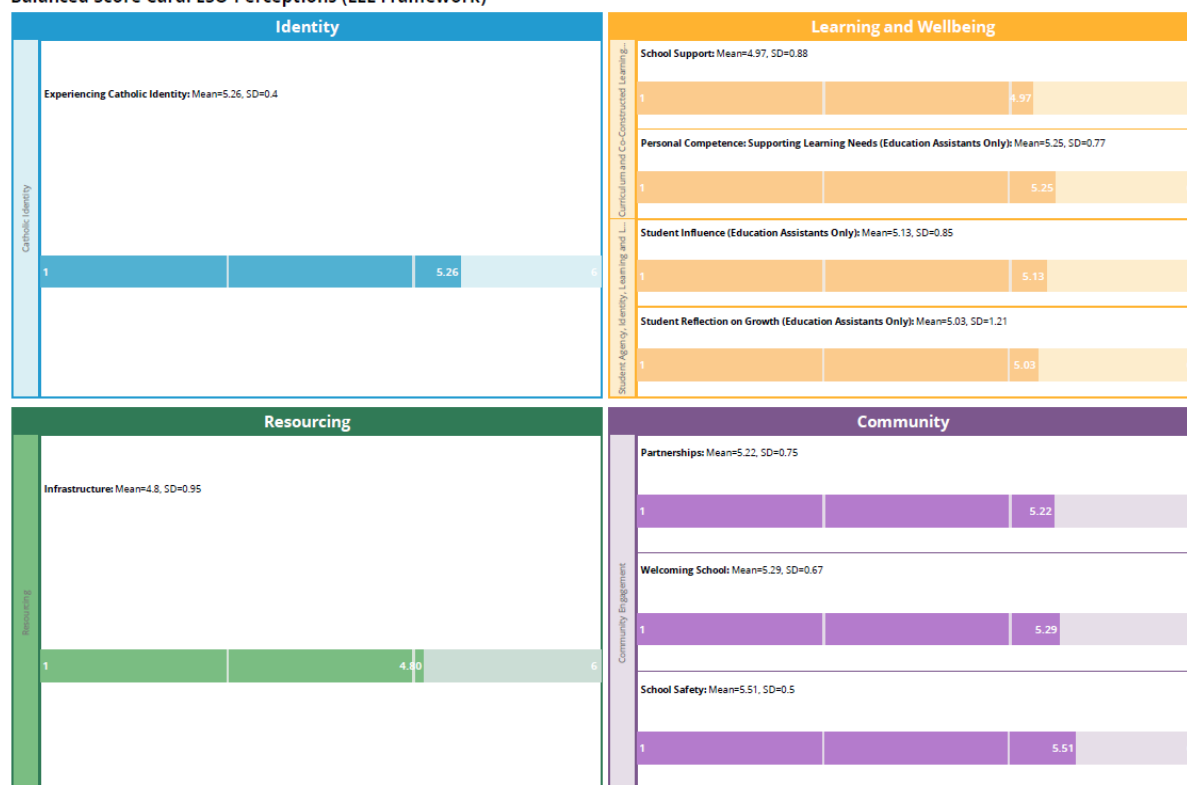 Balanced Score Card: ESO Perceptions (EEE Framework)
Identity
Catholic Identity
Experiencing Catholic Identity: Mean=5.26, SD=0.4
1 5.26 6
Learning and Wellbeing
Curriculum and Co-Constructed Learning...
School Support: Mean=4.97, SD=0.88
1 4.97
Personal Competence: Supporting Learning Needs (Education Assistants Only): Mean=5.25, SD=0.77
1 5.25
Student Agency, Identity, Learning and L...
Student Influence (Education Assistants Only): Mean=5.13, SD=0.85
1 5.13
Student Reflection on Growth (Education Assistants Only): Mean=5.03, SD=1.21
1 5.03
Resourcing
Resourcing
Infrastructure: Mean=4.8, SD=0.95
1 4.80 6
Community
Community Engagement
Partnerships: Mean=5.22, SD=0.75
1 5.22
Welcoming School: Mean=5.29, SD=0.67
1 5.29
School Safety: Mean=5.51, SD=0.5
1 5.51